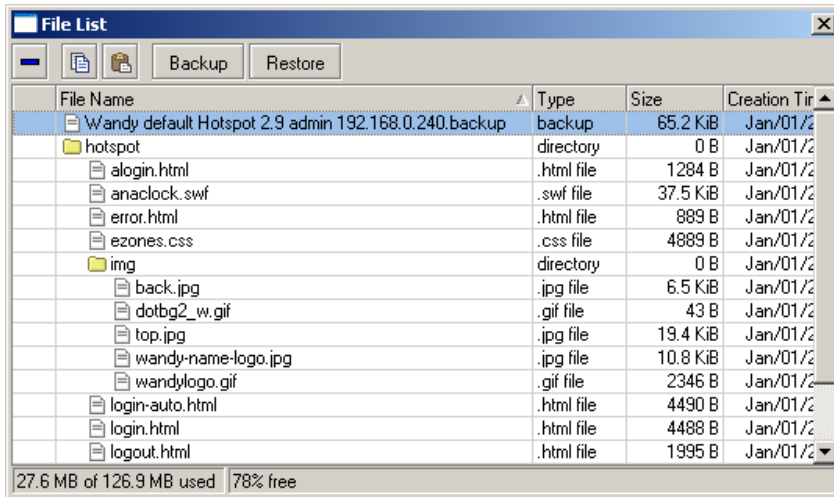 File List
Backup Restore
File Name Type Size Creation Tir
Wandy default Hotspot 2.9 admin 192.168.0.240.backup backup 65.2 KiB Jan/01/2
hotspot directory 0 B Jan/01/2
alogin.html .html file 1284 B Jan/01/2
anaclock.swf .swf file 37.5 KiB Jan/01/2
error.html .html file 889 B Jan/01/2
ezones.css .css file 4889 B Jan/01/2
img directory 0 B Jan/01/2
back.jpg .jpg file 6.5 KiB Jan/01/2
dotbg2_w.gif .gif file 43 B Jan/01/2
top.jpg .jpg file 19.4 KiB Jan/01/2
wandy-name-logo.jpg .jpg file 10.8 KiB Jan/01/2
wandylogo.gif .gif file 2346 B Jan/01/2
login-auto.html .html file 4490 B Jan/01/2
login.html .html file 4488 B Jan/01/2
logout.html .html file 1995 B Jan/01/2
27.6 MB of 126.9 MB used 78% free